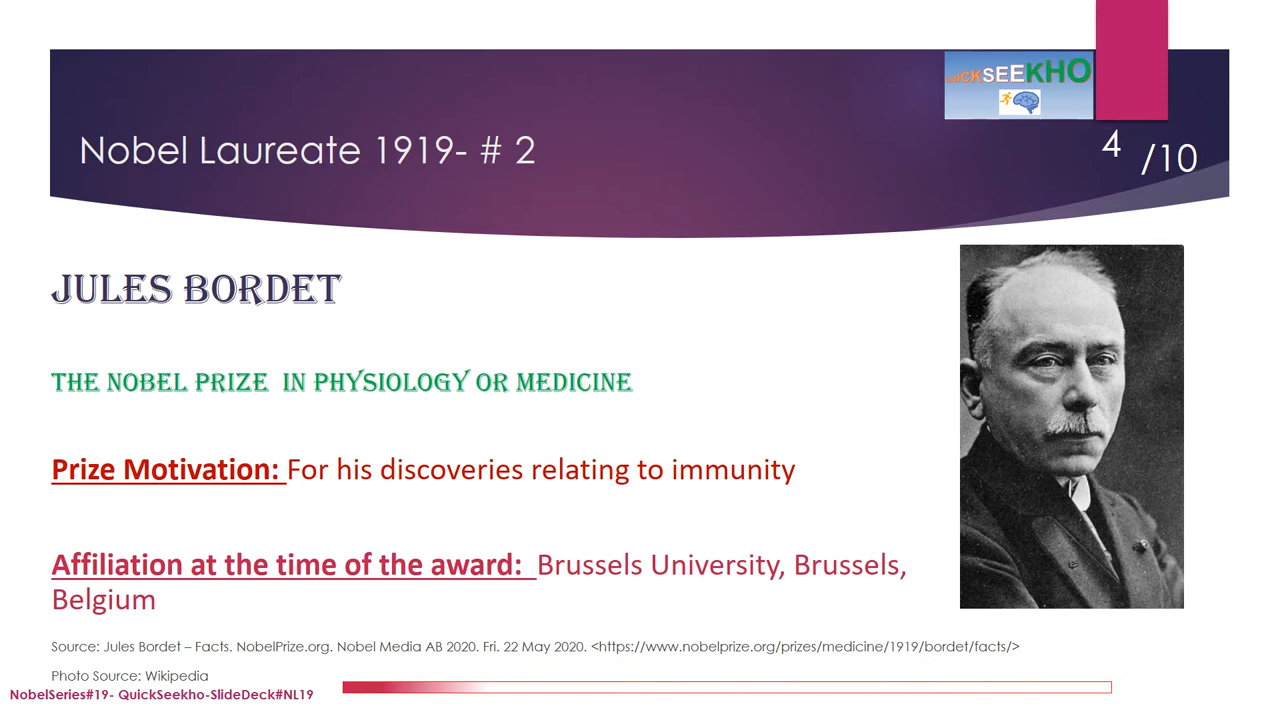 QUICKSEEKHO
Nobel Laureate 1919- # 2
4 /10
JULES BORDET
THE NOBEL PRIZE IN PHYSIOLOGY OR MEDICINE
Prize Motivation: For his discoveries relating to immunity
Affiliation at the time of the award: Brussels University, Brussels,
Belgium
Source: Jules Bordet – Facts. NobelPrize.org. Nobel Media AB 2020. Fri. 22 May 2020. <https://www.nobelprize.org/prizes/medicine/1919/bordet/facts/>
Photo Source: Wikipedia
NobelSeries#19- QuickSeekho-SlideDeck#NL19